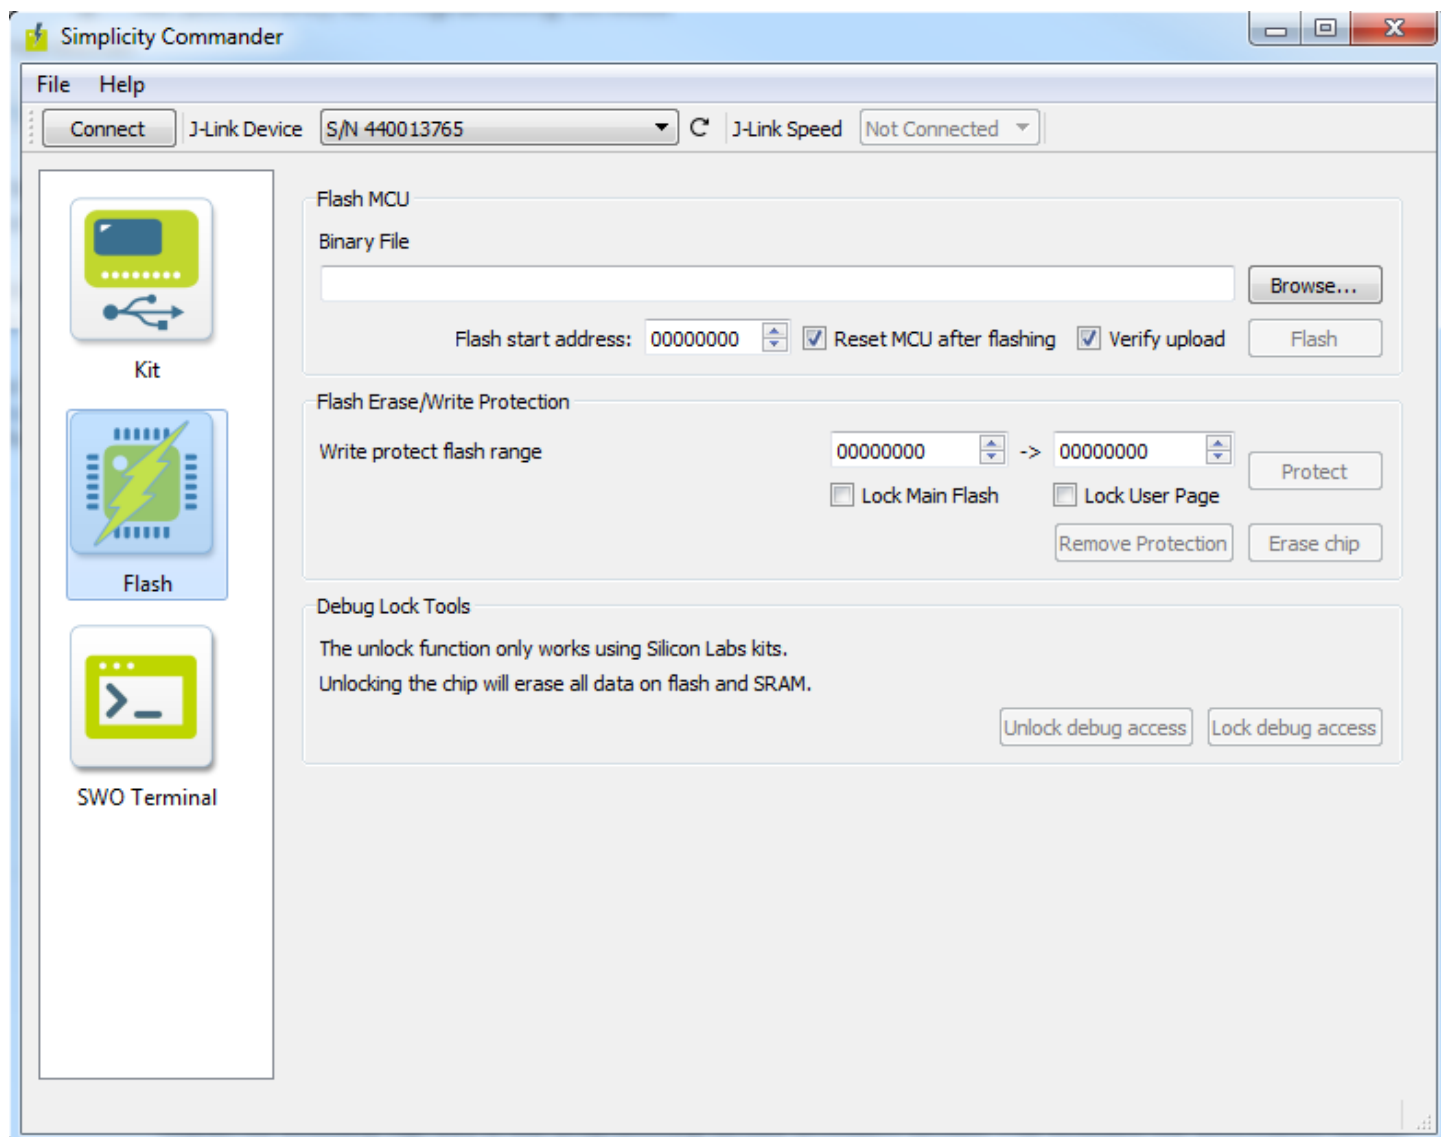 Simplicity Commander
File Help
Connect J-Link Device S/N 440013765 J-Link Speed Not Connected
Kit
Flash
SWO Terminal
Flash MCU
Binary File
Browse...
Flash start address: 00000000 Reset MCU after flashing Verify upload Flash
Flash Erase/Write Protection
Write protect flash range 00000000 -> 00000000 Protect
Lock Main Flash Lock User Page
Remove Protection Erase chip
Debug Lock Tools
The unlock function only works using Silicon Labs kits.
Unlocking the chip will erase all data on flash and SRAM.
Unlock debug access Lock debug access